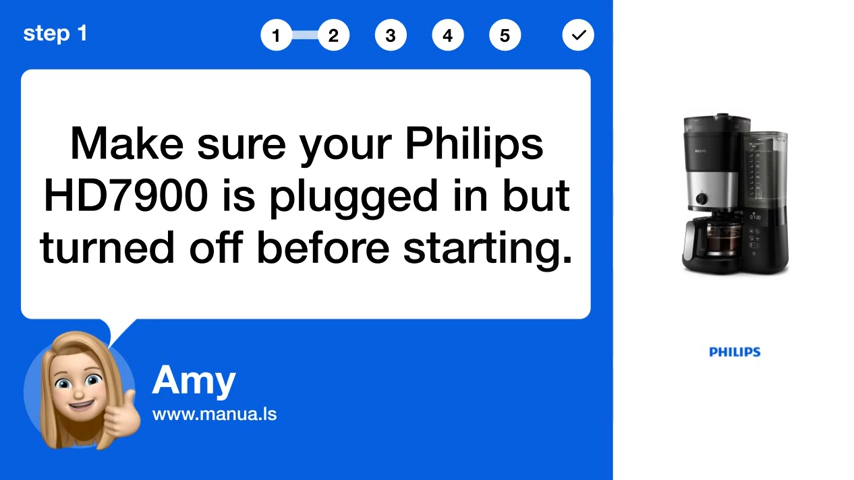 step 1
1 2 3 4 5
Make sure your Philips
HD7900 is plugged in but
turned off before starting.
Amy
www.manua.ls
PHILIPS